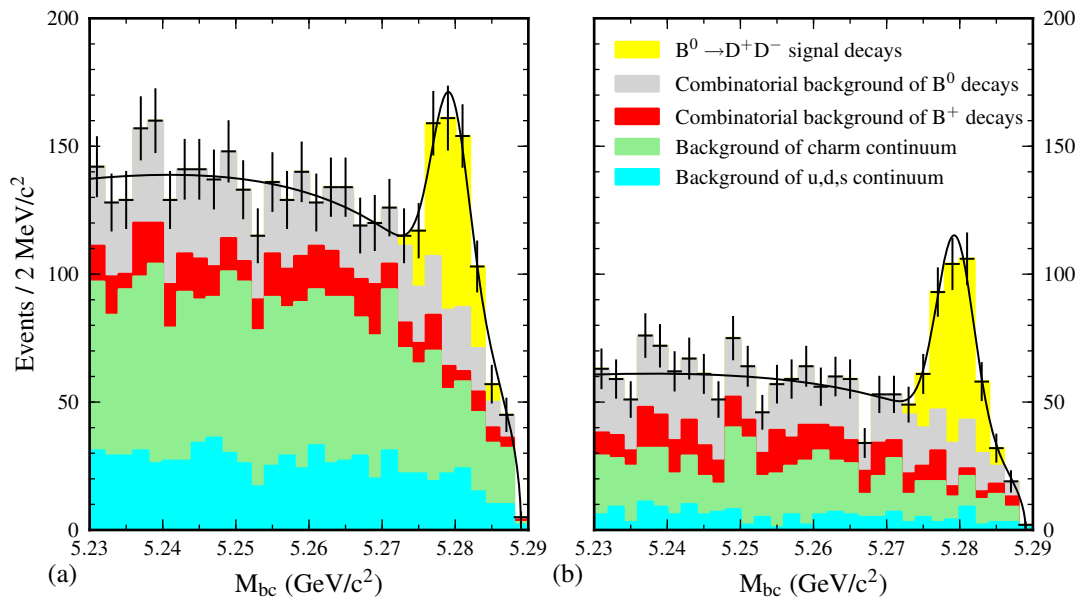 200
150
100
50
0
Events / 2 MeV/c²
5.23 5.24 5.25 5.26 5.27 5.28 5.29
(a)
M_bc (GeV/c²)
B⁰ →D⁺D⁻ signal decays
Combinatorial background of B⁰ decays
Combinatorial background of B⁺ decays
Background of charm continuum
Background of u,d,s continuum
200
150
100
50
0
5.23 5.24 5.25 5.26 5.27 5.28 5.29
(b)
M_bc (GeV/c²)